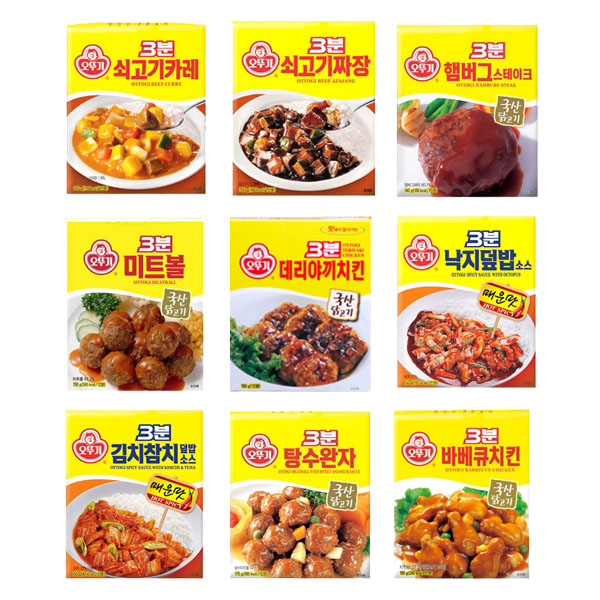 오뚜기
3분
쇠고기카레
OTTOGI BEEF CURRY
오뚜기
3분
쇠고기짜장
OTTOGI BEEF JJAJANG
오뚜기
3분
햄버그스테이크
OTTOGI HAMBURG STEAK
국산
닭고기
오뚜기
3분
미트볼
OTTOGI MEATBALL
국산
닭고기
오뚜기
3분
데리야끼치킨
OTTOGI
TERIYAKI
CHICKEN
국산
닭고기
오뚜기
3분
낙지덮밥소스
OTTOGI SPICY SAUCE WITH OCTOPUS
매운맛
HOT SPICY
오뚜기
3분
김치참치덮밥
소스
OTTOGI SPICY SAUCE WITH KIMCHI & TUNA
매운맛
HOT SPICY
오뚜기
3분
탕수완자
OTTOGI MEATBALL WITH SWEET AND SOUR SAUCE
국산
닭고기
오뚜기
3분
바베큐치킨
OTTOGI BARBECUE CHICKEN
국산
닭고기